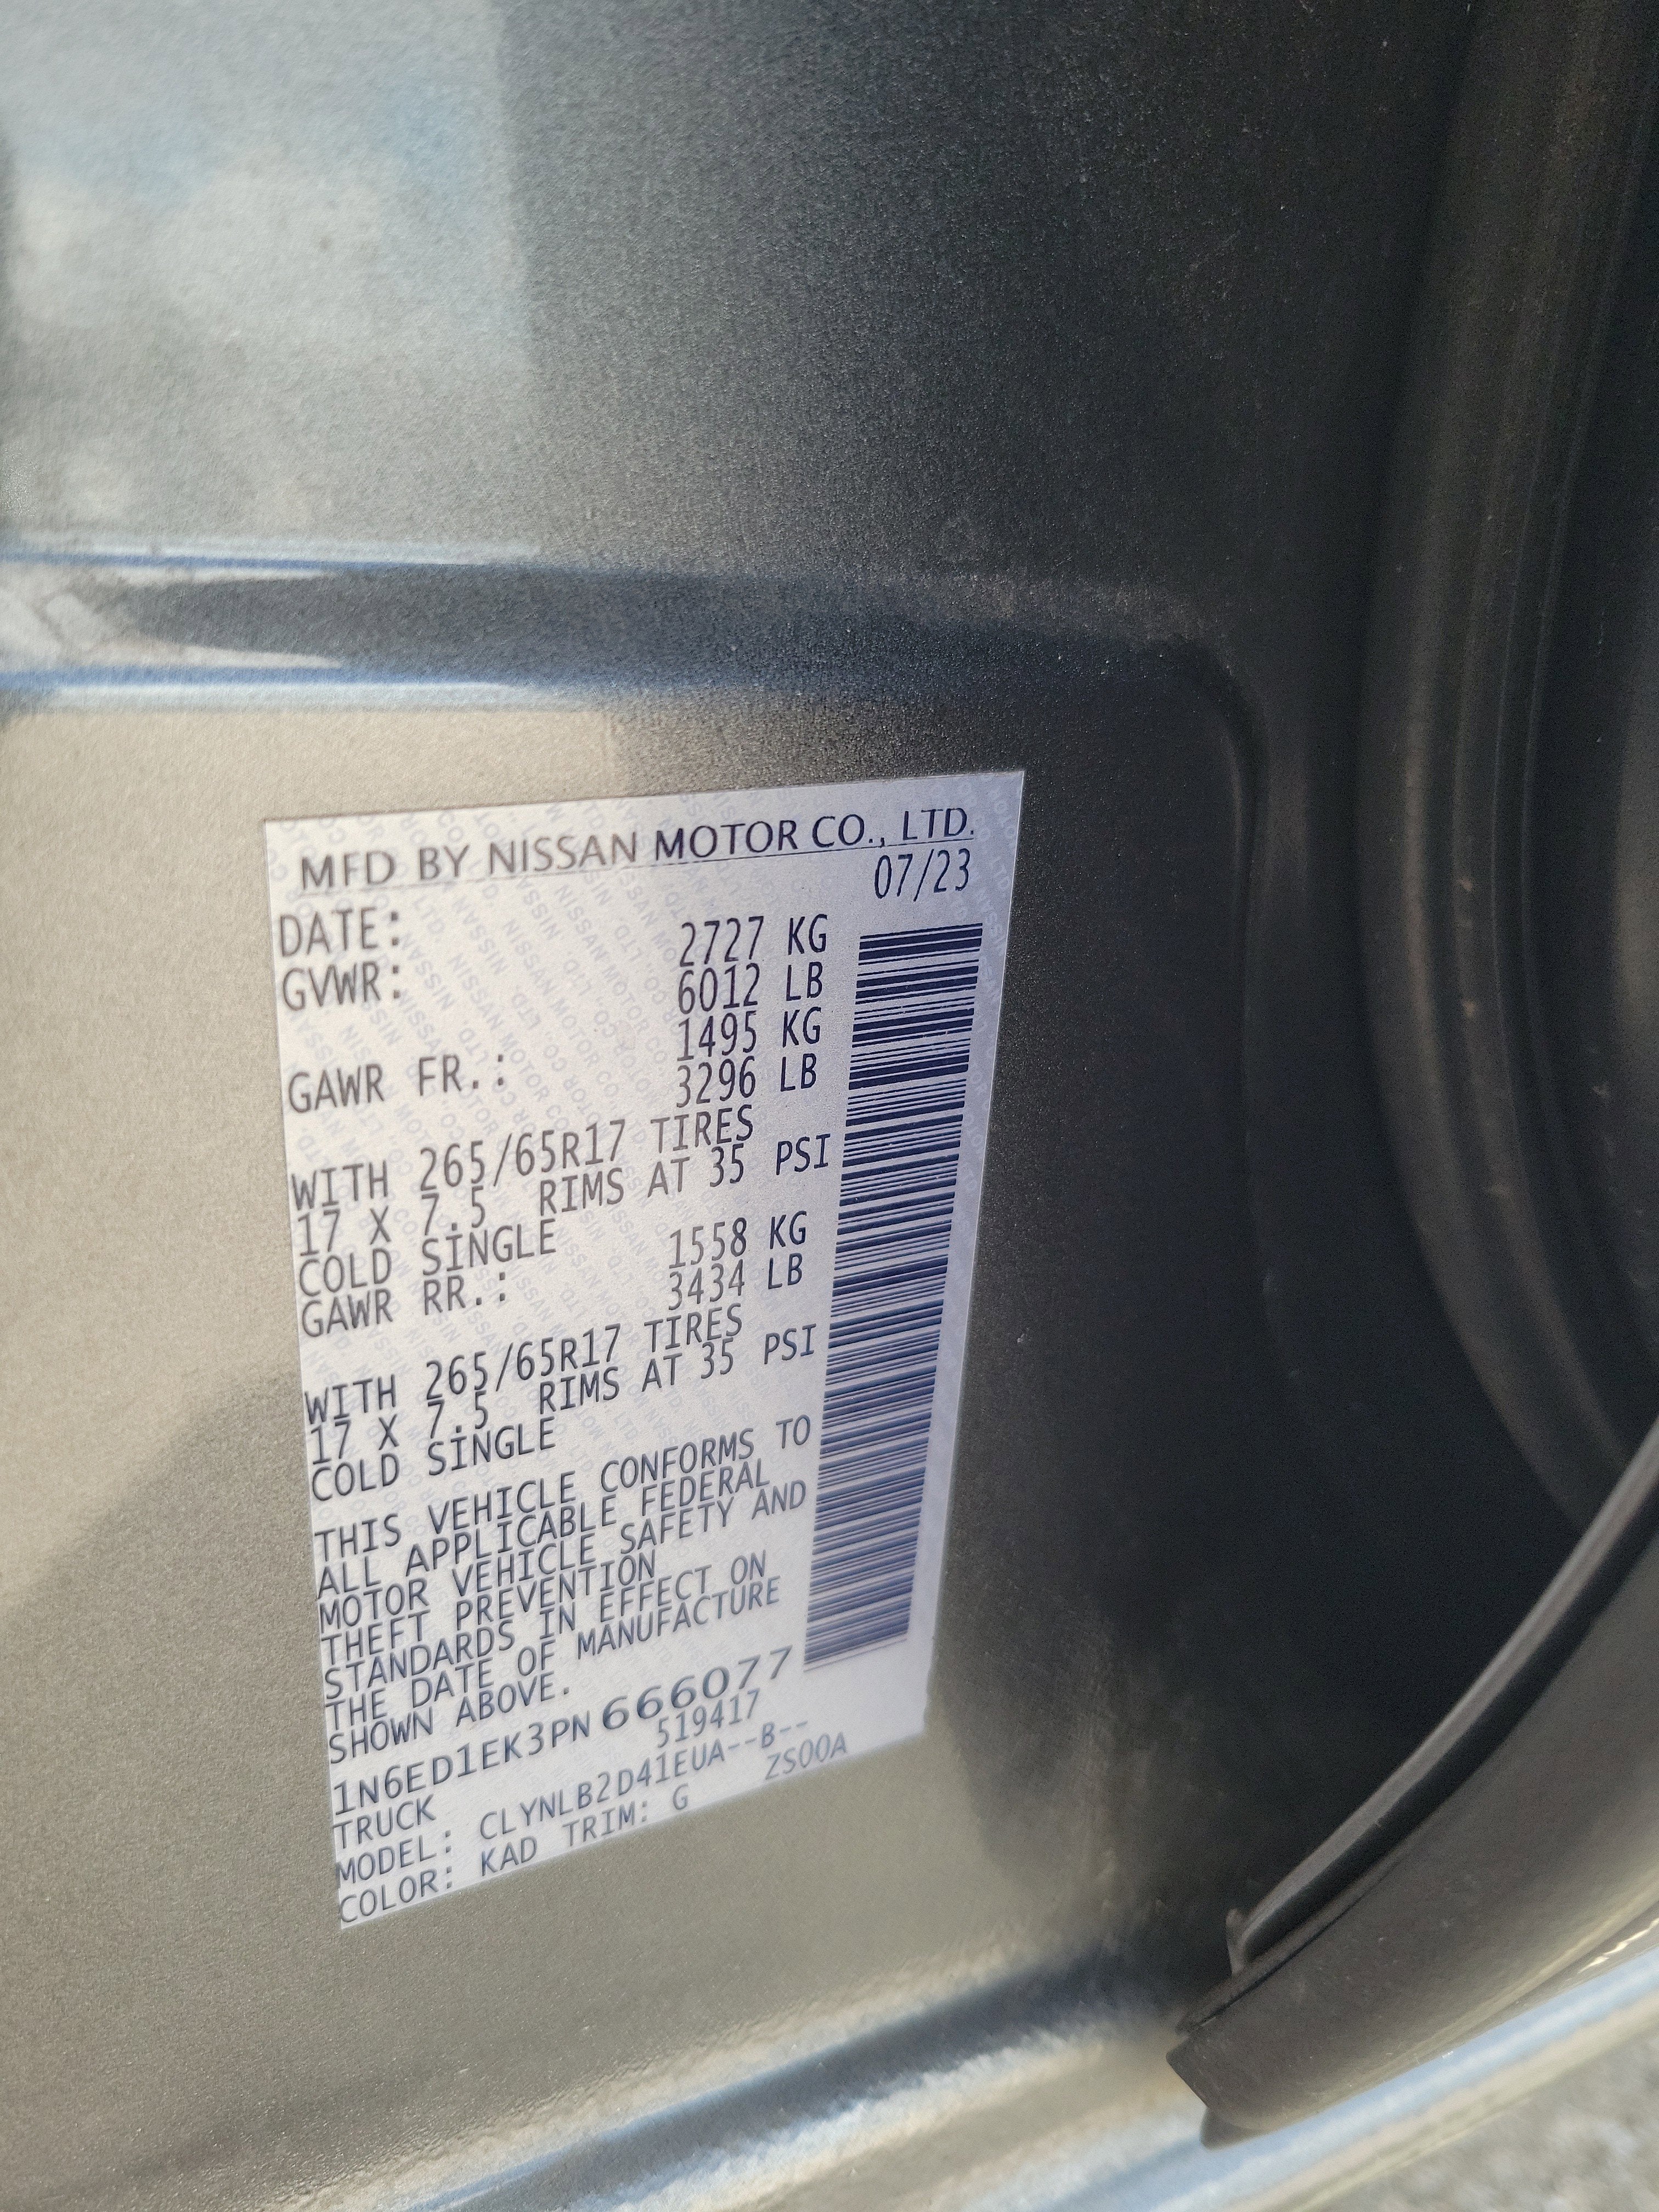 MFD BY NISSAN MOTOR CO., LTD.
DATE: 07/23
GVWR: 2727 KG
6012 LB
GAWR FR.: 1495 KG
3296 LB
WITH 265/65R17 TIRES
17 X 7.5 RIMS AT 35 PSI
COLD SINGLE
GAWR RR.: 1558 KG
3434 LB
WITH 265/65R17 TIRES
17 X 7.5 RIMS AT 35 PSI
COLD SINGLE
THIS VEHICLE CONFORMS TO
ALL APPLICABLE FEDERAL
MOTOR VEHICLE SAFETY AND
THEFT PREVENTION
STANDARDS IN EFFECT ON
THE DATE OF MANUFACTURE
SHOWN ABOVE.
1N6ED1EK3PN666077
TRUCK 519417
MODEL: CLYNLB2D41EUA--B--
COLOR: KAD TRIM: G ZS00A